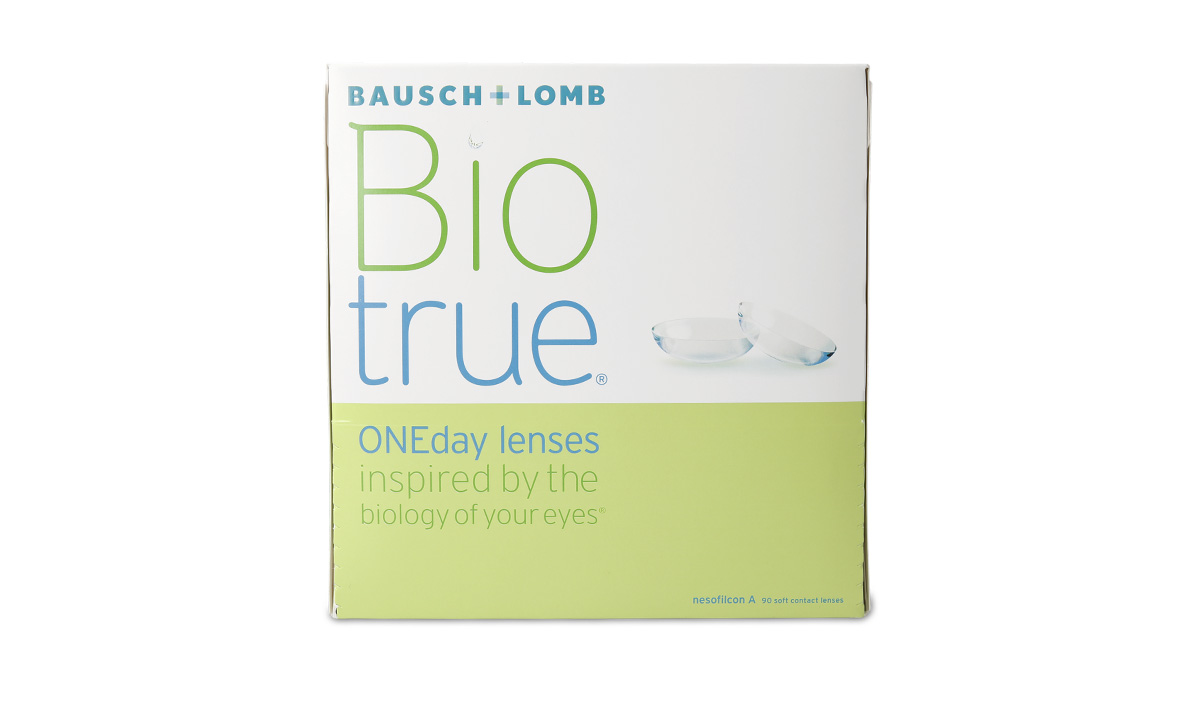 BAUSCH+LOMB
Bio
true®
ONEday lenses
inspired by the
biology of your eyes®
nesofilcon A 90 soft contact lenses